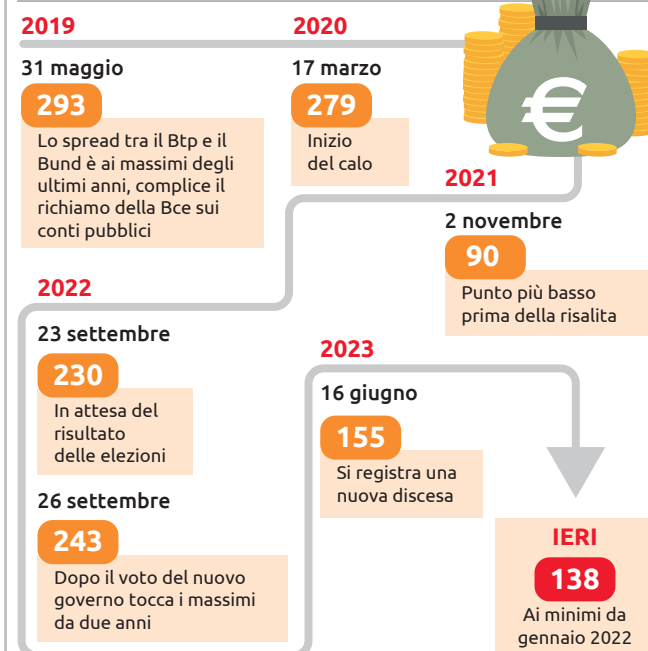 2019
31 maggio
293
Lo spread tra il Btp e il
Bund è ai massimi degli
ultimi anni, complice il
richiamo della Bce sui
conti pubblici
2020
17 marzo
279
Inizio
del calo
€
2021
2 novembre
90
Punto più basso
prima della risalita
2022
23 settembre
230
In attesa del
risultato
delle elezioni
26 settembre
243
Dopo il voto del nuovo
governo tocca i massimi
da due anni
2023
16 giugno
155
Si registra una
nuova discesa
IERI
138
Ai minimi da
gennaio 2022